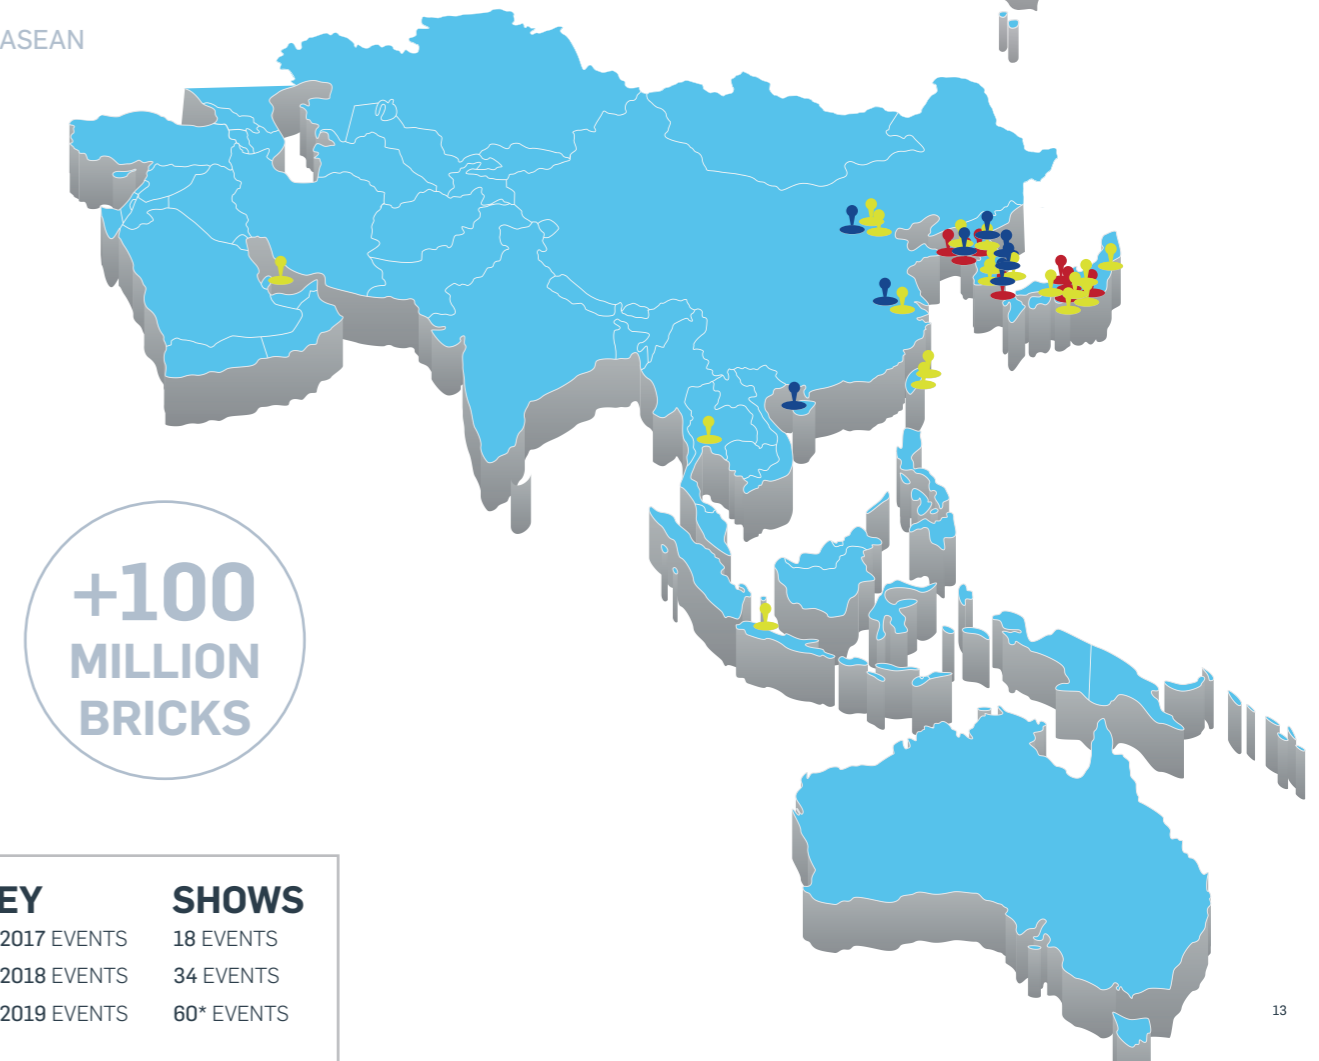 ASEAN
+100
MILLION
BRICKS
EY SHOWS
2017 EVENTS 18 EVENTS
2018 EVENTS 34 EVENTS
2019 EVENTS 60* EVENTS
13